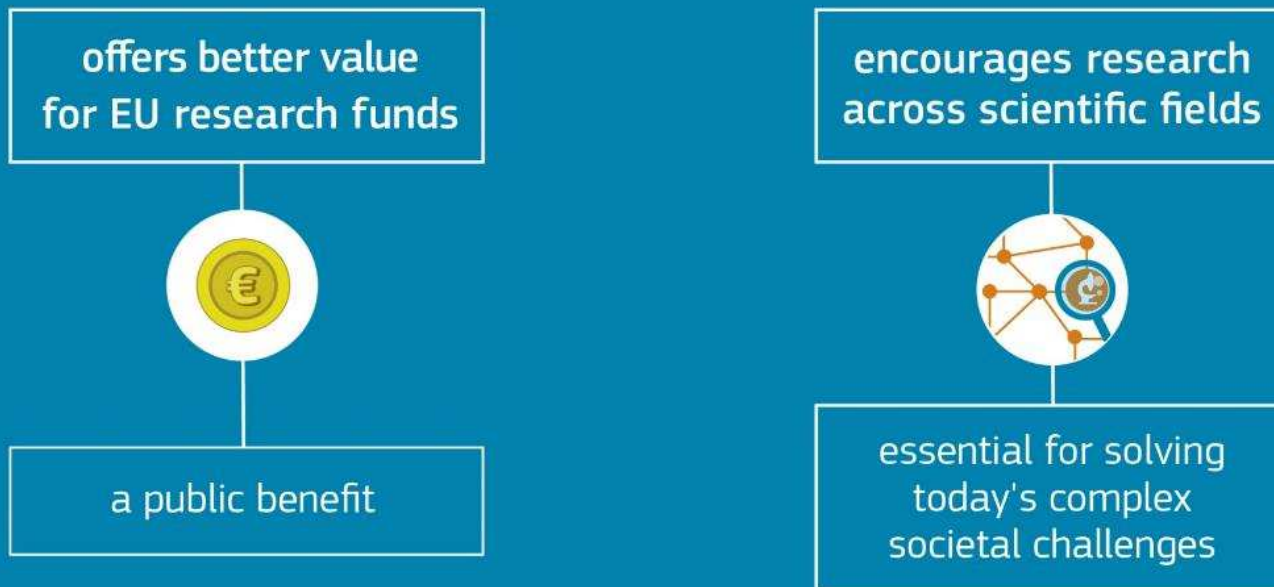 offers better value
for EU research funds
€
a public benefit
encourages research
across scientific fields
essential for solving
today's complex
societal challenges